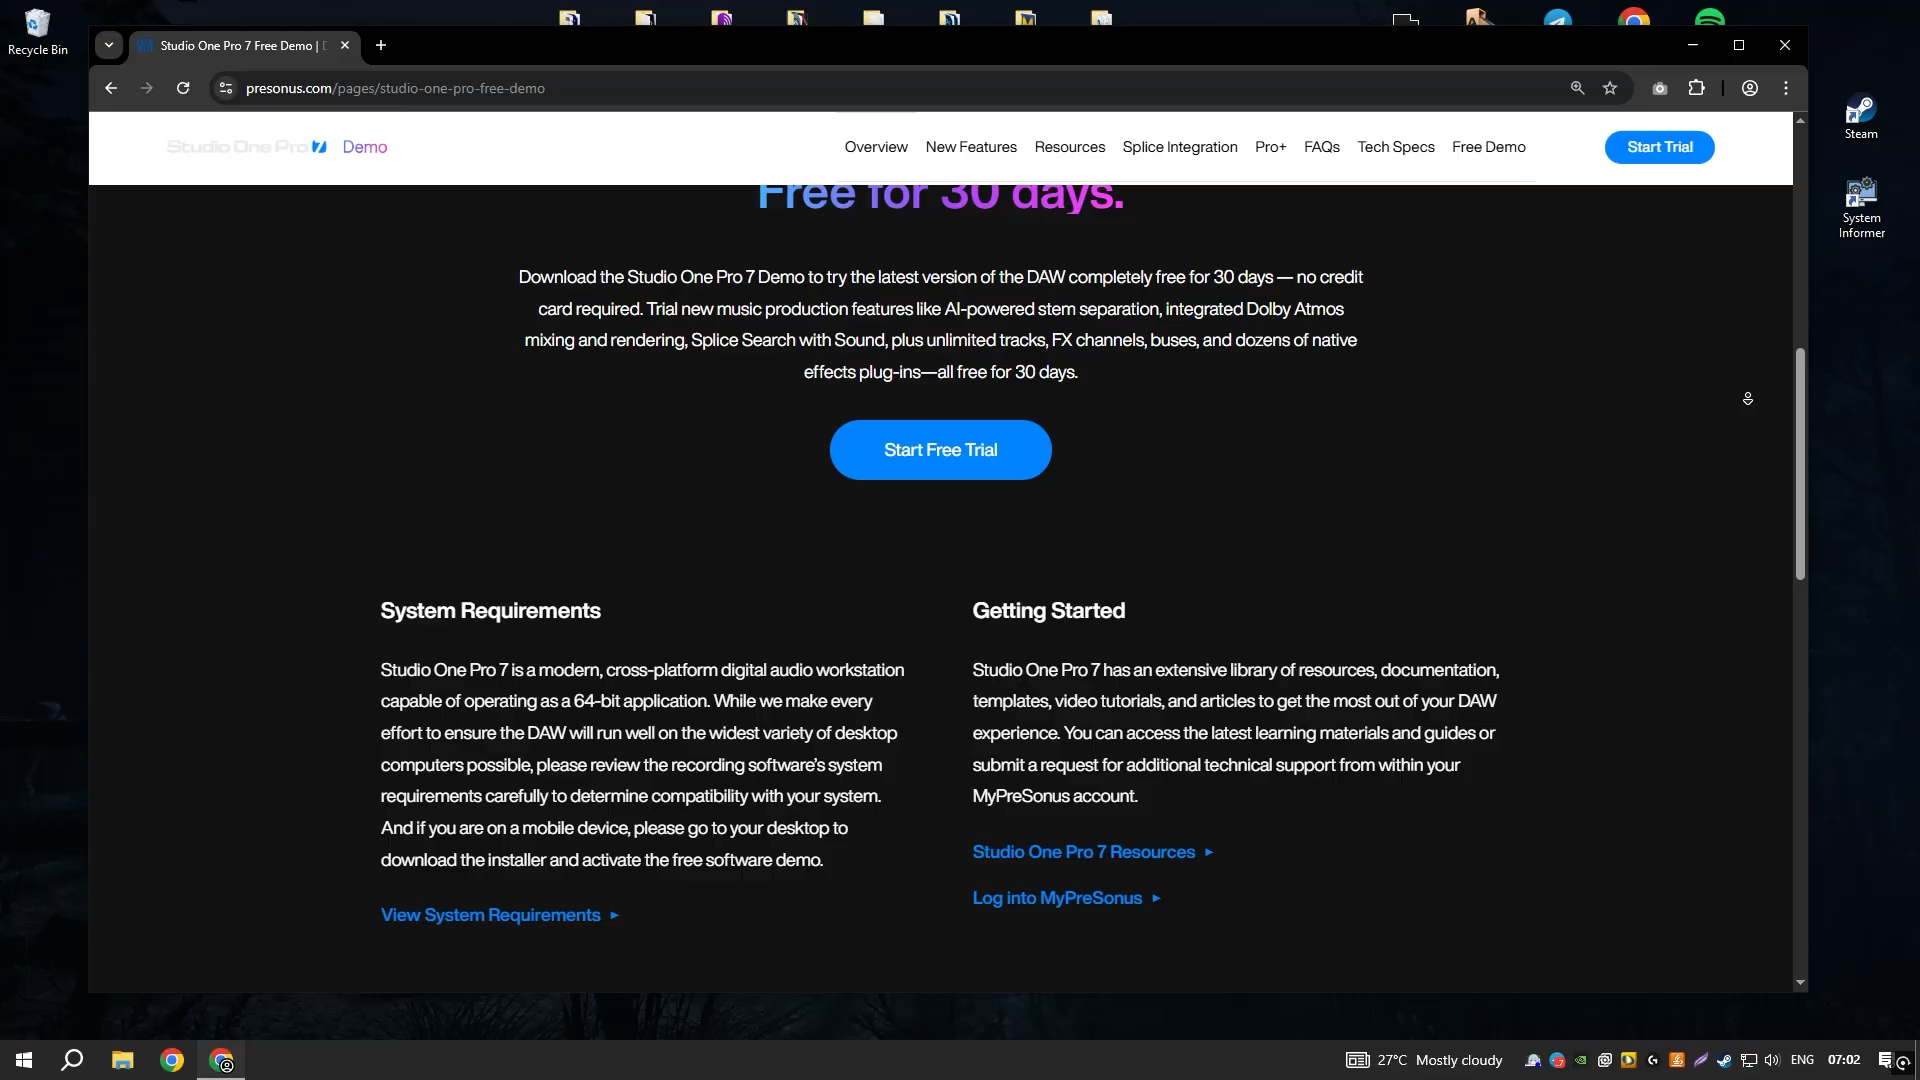 Recycle Bin
Studio One Pro 7 Free Demo |
presonus.com/pages/studio-one-pro-free-demo
Steam
System
Informer
Studio One Pro 7 Demo
Overview New Features Resources Splice Integration Pro+ FAQs Tech Specs Free Demo
Start Trial
Free for 30 days.
Download the Studio One Pro 7 Demo to try the latest version of the DAW completely free for 30 days — no credit
card required. Trial new music production features like AI-powered stem separation, integrated Dolby Atmos
mixing and rendering, Splice Search with Sound, plus unlimited tracks, FX channels, buses, and dozens of native
effects plug-ins—all free for 30 days.
Start Free Trial
System Requirements
Studio One Pro 7 is a modern, cross-platform digital audio workstation
capable of operating as a 64-bit application. While we make every
effort to ensure the DAW will run well on the widest variety of desktop
computers possible, please review the recording software's system
requirements carefully to determine compatibility with your system.
And if you are on a mobile device, please go to your desktop to
download the installer and activate the free software demo.
View System Requirements ▸
Getting Started
Studio One Pro 7 has an extensive library of resources, documentation,
templates, video tutorials, and articles to get the most out of your DAW
experience. You can access the latest learning materials and guides or
submit a request for additional technical support from within your
MyPreSonus account.
Studio One Pro 7 Resources ▸
Log into MyPreSonus ▸
27°C Mostly cloudy
ENG
07:02